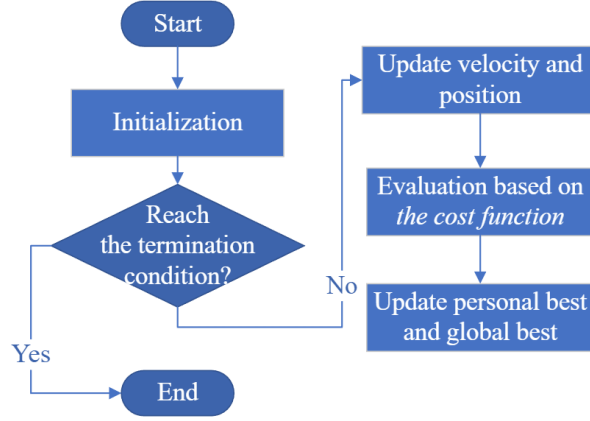 Start
Initialization
Reach
the termination
condition?
Yes
End
No
Update velocity and
position
Evaluation based on
the cost function
Update personal best
and global best